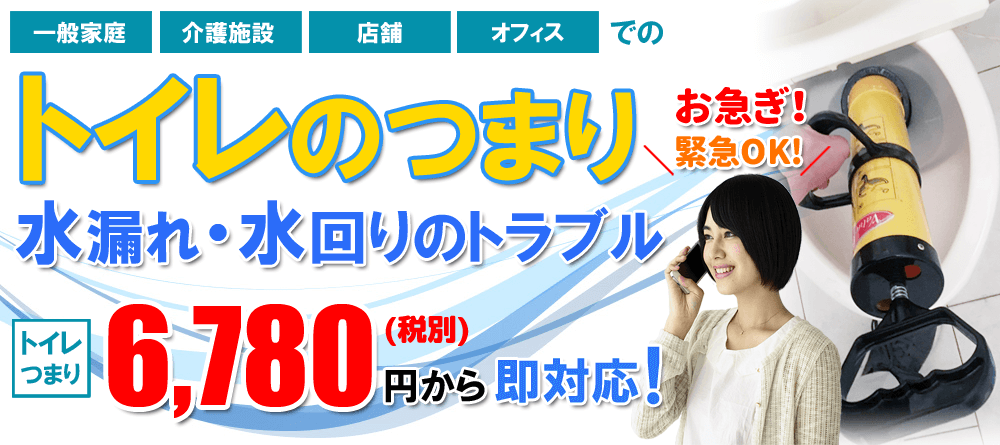 一般家庭 介護施設 店舗 オフィス での
トイレのつまり
お急ぎ！
緊急OK!
水漏れ・水回りのトラブル
トイレ
つまり
6,780
(税別)
円から
即対応！